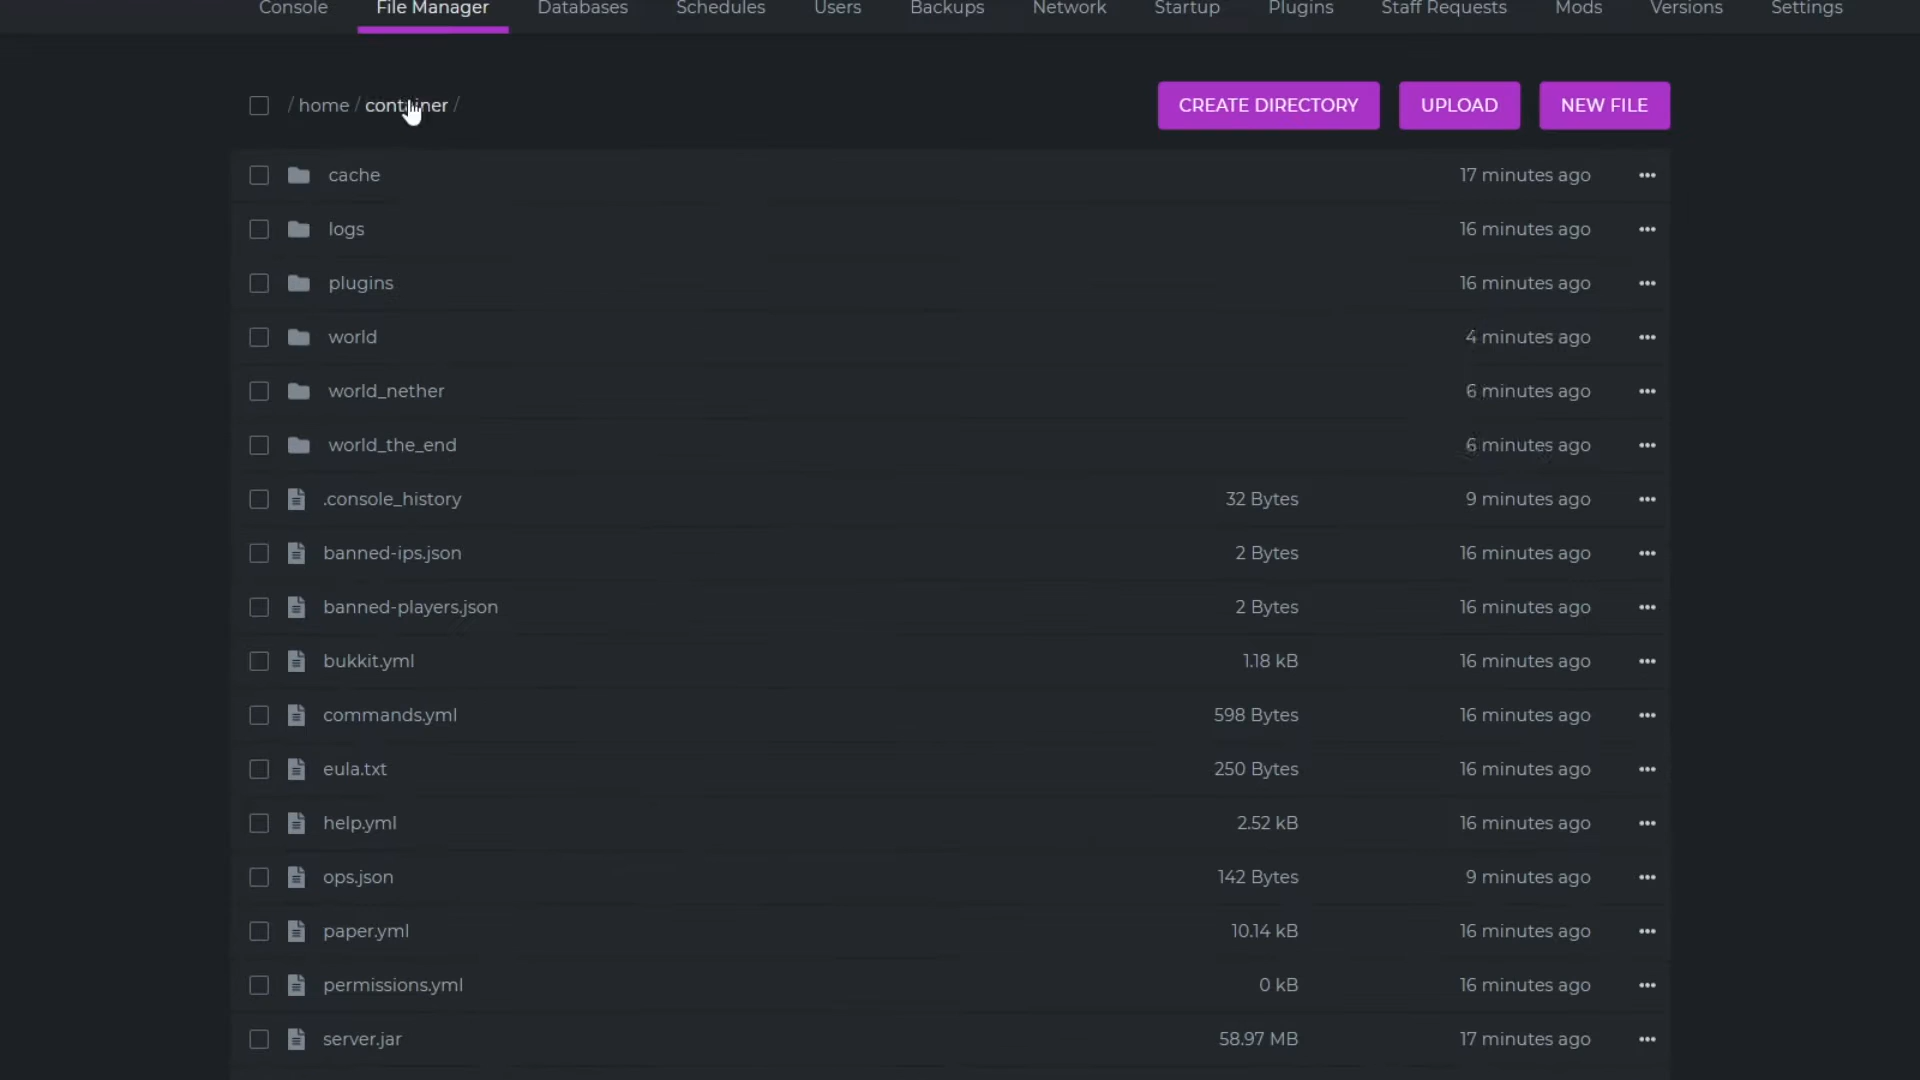 Console File Manager Databases Schedules Users Backups Network Startup Plugins Staff Requests Mods Versions Settings
/ home / container / CREATE DIRECTORY UPLOAD NEW FILE
cache 17 minutes ago
logs 16 minutes ago
plugins 16 minutes ago
world 4 minutes ago
world_nether 6 minutes ago
world_the_end 6 minutes ago
.console_history 32 Bytes 9 minutes ago
banned-ips.json 2 Bytes 16 minutes ago
banned-players.json 2 Bytes 16 minutes ago
bukkit.yml 1.18 kB 16 minutes ago
commands.yml 598 Bytes 16 minutes ago
eula.txt 250 Bytes 16 minutes ago
help.yml 2.52 kB 16 minutes ago
ops.json 142 Bytes 9 minutes ago
paper.yml 10.14 kB 16 minutes ago
permissions.yml 0 kB 16 minutes ago
server.jar 58.97 MB 17 minutes ago